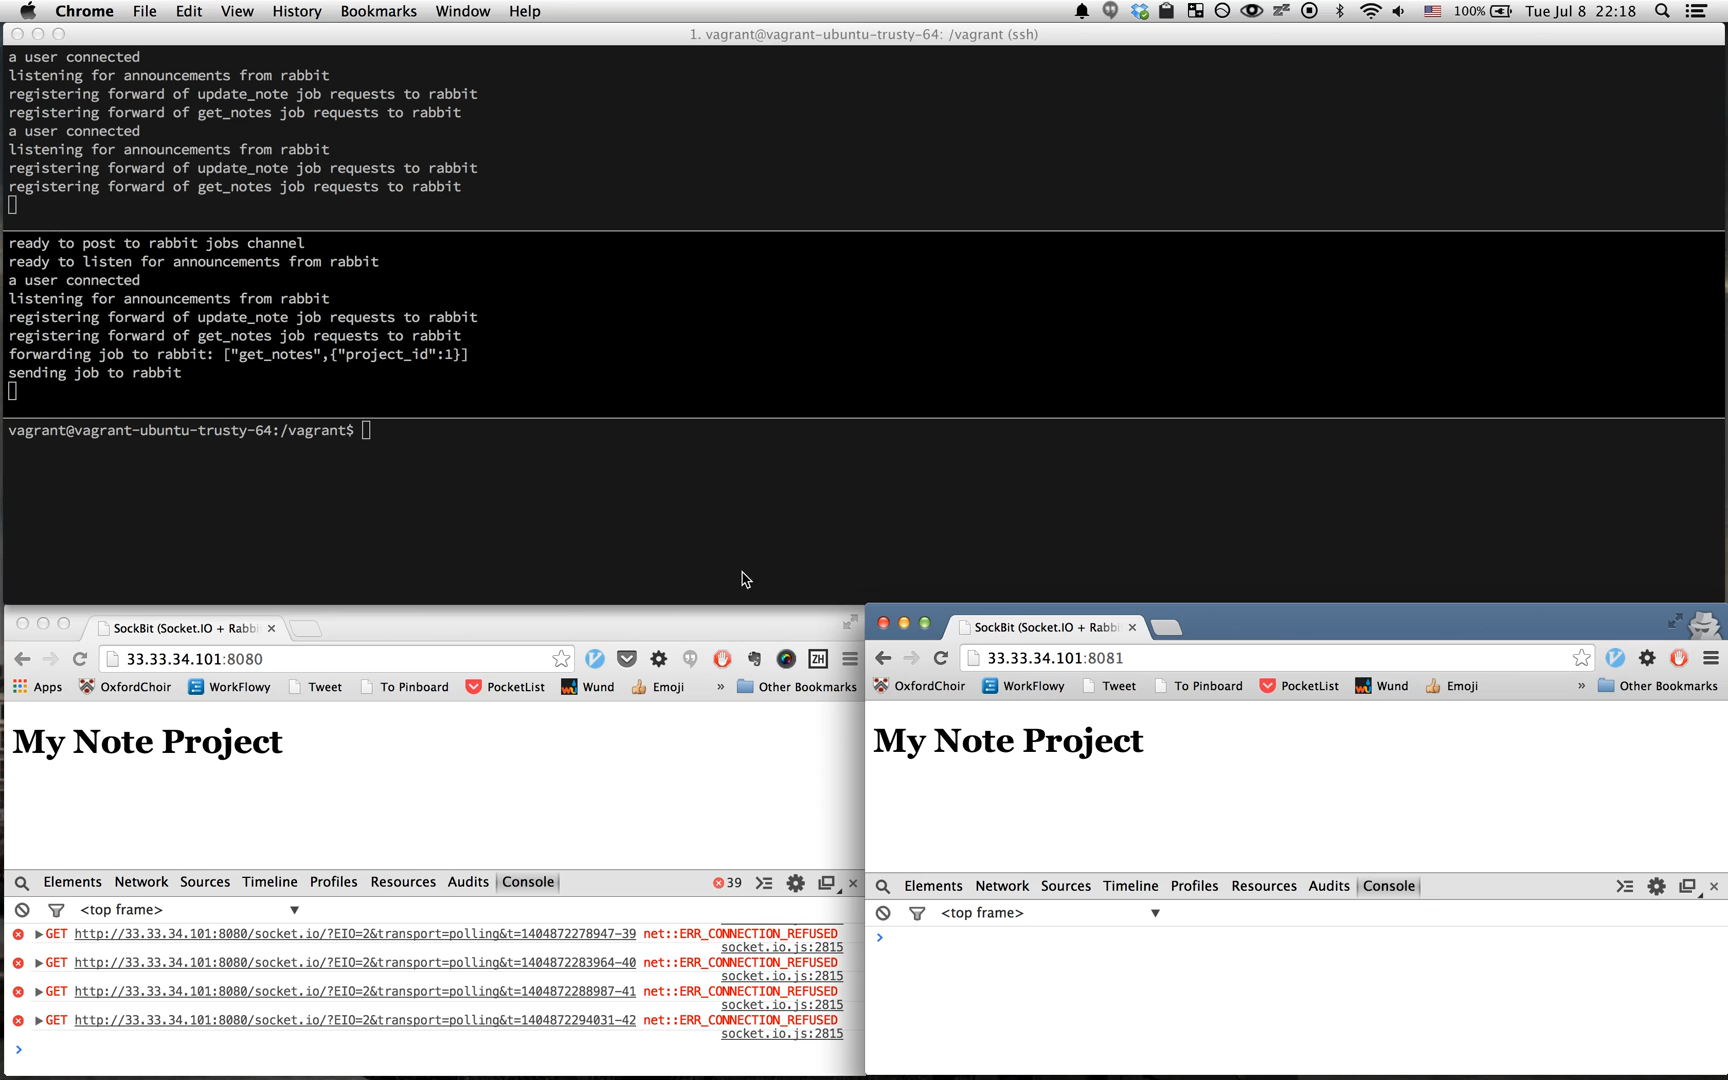 Chrome File Edit View History Bookmarks Window Help 100% Tue Jul 8 22:18
1. vagrant@vagrant-ubuntu-trusty-64: /vagrant (ssh)
a user connected
listening for announcements from rabbit
registering forward of update_note job requests to rabbit
registering forward of get_notes job requests to rabbit
a user connected
listening for announcements from rabbit
registering forward of update_note job requests to rabbit
registering forward of get_notes job requests to rabbit
ready to post to rabbit jobs channel
ready to listen for announcements from rabbit
a user connected
listening for announcements from rabbit
registering forward of update_note job requests to rabbit
registering forward of get_notes job requests to rabbit
forwarding job to rabbit: ["get_notes",{"project_id":1}]
sending job to rabbit
vagrant@vagrant-ubuntu-trusty-64:/vagrant$
SockBit (Socket.IO + Rabbi
33.33.34.101:8080 ZH
Apps OxfordChoir WorkFlowy Tweet To Pinboard PocketList Wund Emoji » Other Bookmarks
My Note Project
Elements Network Sources Timeline Profiles Resources Audits Console 39
<top frame>
GET http://33.33.34.101:8080/socket.io/?EIO=2&transport=polling&t=1404872278947-39 net::ERR_CONNECTION_REFUSED
socket.io.js:2815
GET http://33.33.34.101:8080/socket.io/?EIO=2&transport=polling&t=1404872283964-40 net::ERR_CONNECTION_REFUSED
socket.io.js:2815
GET http://33.33.34.101:8080/socket.io/?EIO=2&transport=polling&t=1404872288987-41 net::ERR_CONNECTION_REFUSED
socket.io.js:2815
GET http://33.33.34.101:8080/socket.io/?EIO=2&transport=polling&t=1404872294031-42 net::ERR_CONNECTION_REFUSED
socket.io.js:2815
SockBit (Socket.IO + Rabbi
33.33.34.101:8081
OxfordChoir WorkFlowy Tweet To Pinboard PocketList Wund Emoji » Other Bookmarks
My Note Project
Elements Network Sources Timeline Profiles Resources Audits Console
<top frame>